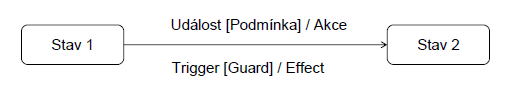 Událost [Podmínka] / Akce
Stav 1
Stav 2
Trigger [Guard] / Effect